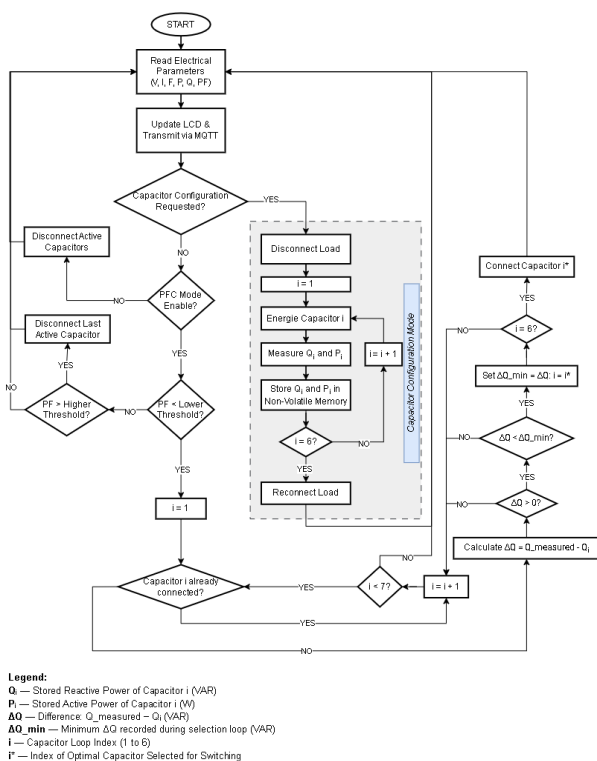 START
Read Electrical
Parameters
(V, I, F, P, Q, PF)
Update LCD &
Transmit via MQTT
Capacitor Configuration
Requested?
YES
NO
Disconnect Active
Capacitors
PFC Mode
Enable?
NO
YES
Disconnect Last
Active Capacitor
YES
NO
PF > Higher
Threshold?
NO
PF < Lower
Threshold?
YES
i = 1
Disconnect Load
i = 1
Energie Capacitor i
Measure Qi and Pi
i = i + 1
Store Qi and Pi in
Non-Volatile Memory
i = 6?
NO
YES
Reconnect Load
Capacitor Configuration Mode
Connect Capacitor i*
YES
i = 6?
NO
Set ΔQ_min = ΔQ: i = i*
YES
ΔQ < ΔQ_min?
NO
YES
ΔQ > 0?
NO
Calculate ΔQ = Q_measured - Qi
NO
Capacitor i already
connected?
YES
i < 7?
i = i + 1
YES
NO
Legend:
Qi — Stored Reactive Power of Capacitor i (VAR)
Pi — Stored Active Power of Capacitor i (W)
ΔQ — Difference: Q_measured − Qi (VAR)
ΔQ_min — Minimum ΔQ recorded during selection loop (VAR)
i — Capacitor Loop Index (1 to 6)
i* — Index of Optimal Capacitor Selected for Switching